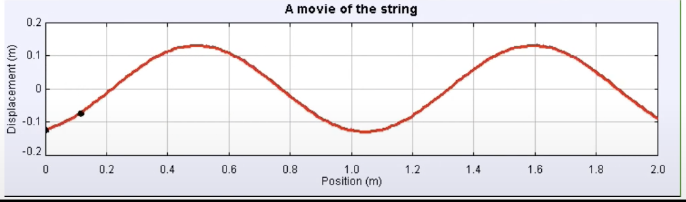 A movie of the string
Displacement (m)
0.2
0.1
0
-0.1
-0.2
0 0.2 0.4 0.6 0.8 1.0 1.2 1.4 1.6 1.8 2.0
Position (m)